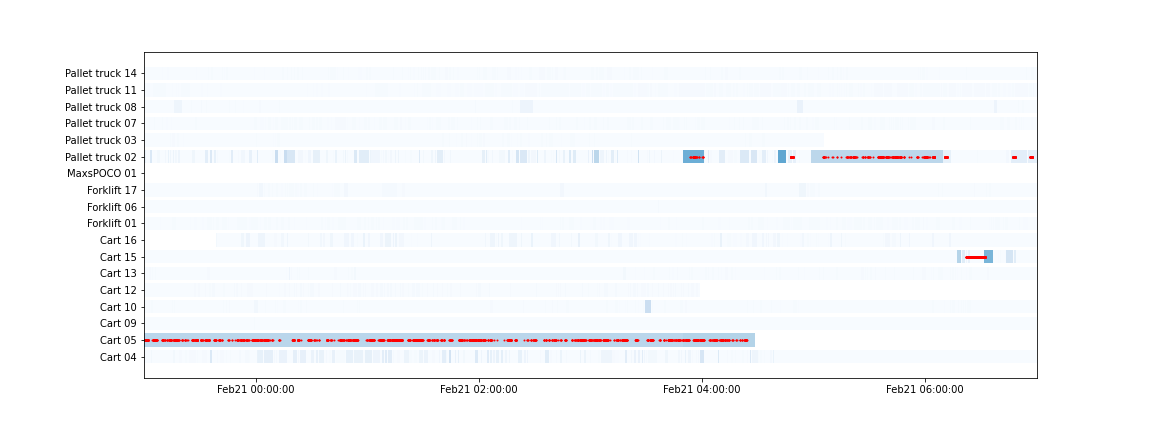 Pallet truck 14
Pallet truck 11
Pallet truck 08
Pallet truck 07
Pallet truck 03
Pallet truck 02
MaxsPOCO 01
Forklift 17
Forklift 06
Forklift 01
Cart 16
Cart 15
Cart 13
Cart 12
Cart 10
Cart 09
Cart 05
Cart 04
Feb21 00:00:00 Feb21 02:00:00 Feb21 04:00:00 Feb21 06:00:00